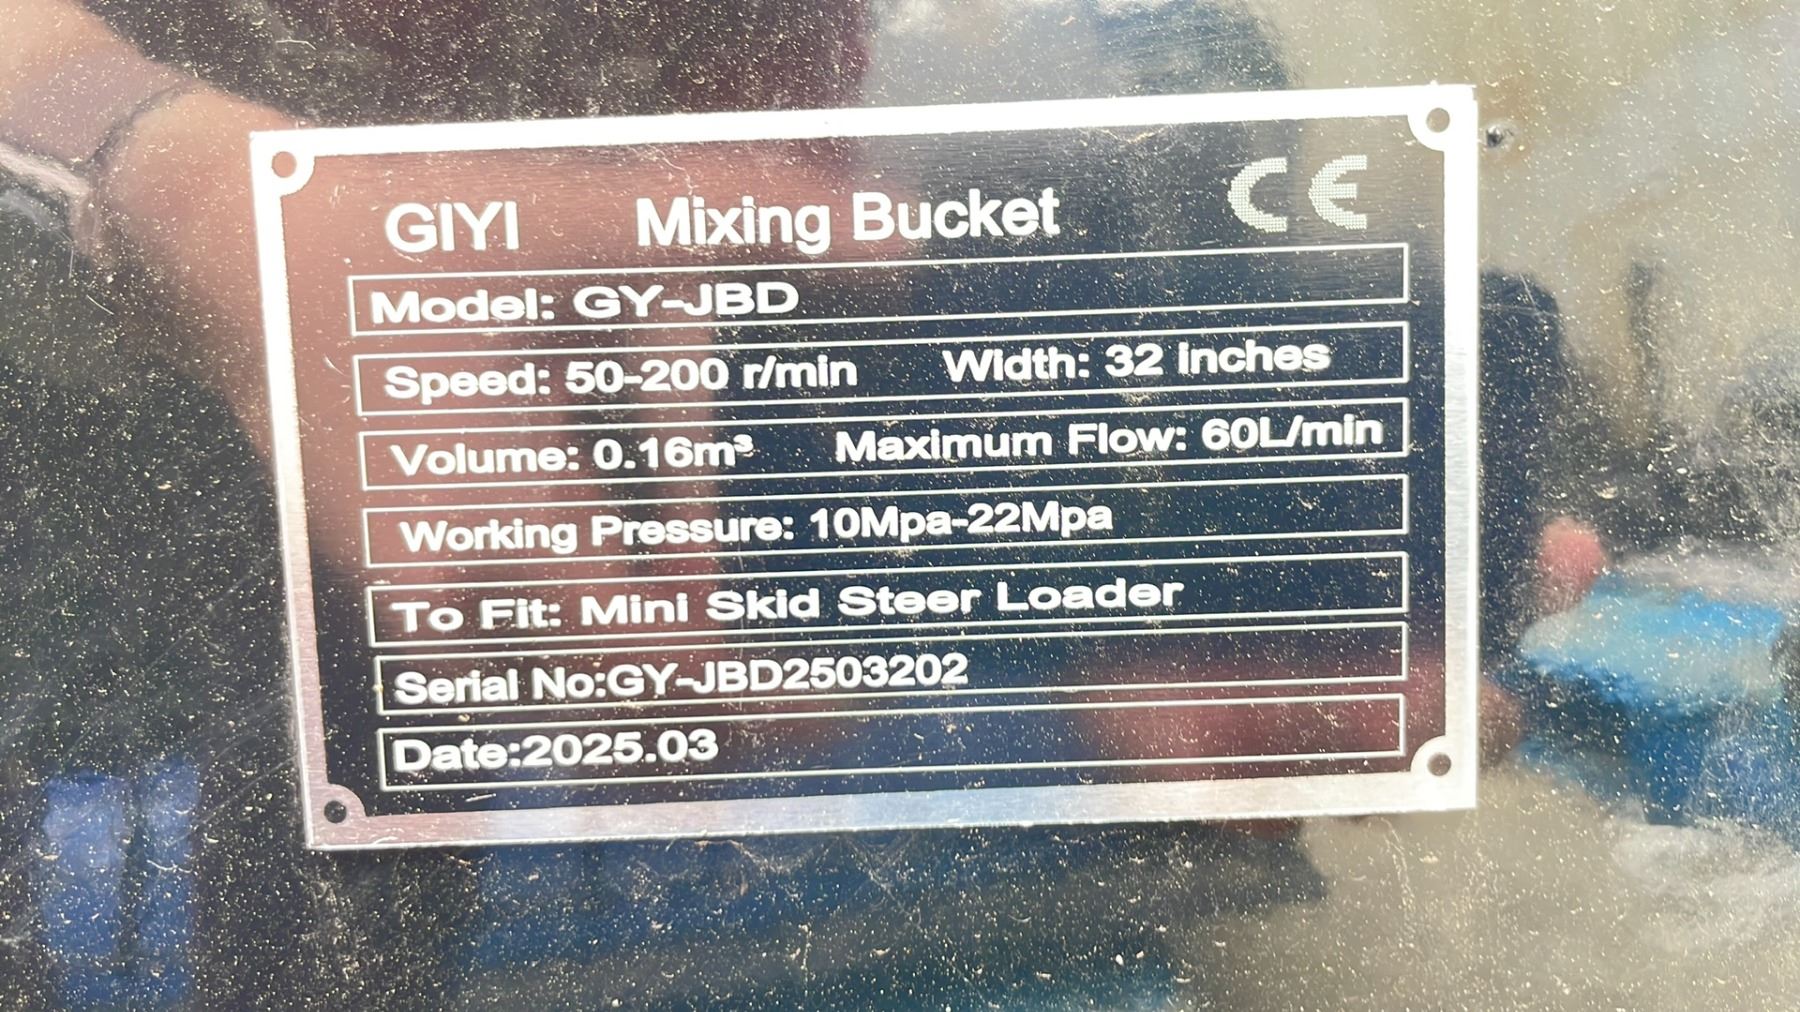 GIYI Mixing Bucket CE
Model: GY-JBD
Speed: 50-200 r/min Width: 32 inches
Volume: 0.16m³ Maximum Flow: 60L/min
Working Pressure: 10Mpa-22Mpa
To Fit: Mini Skid Steer Loader
Serial No:GY-JBD2503202
Date:2025.03